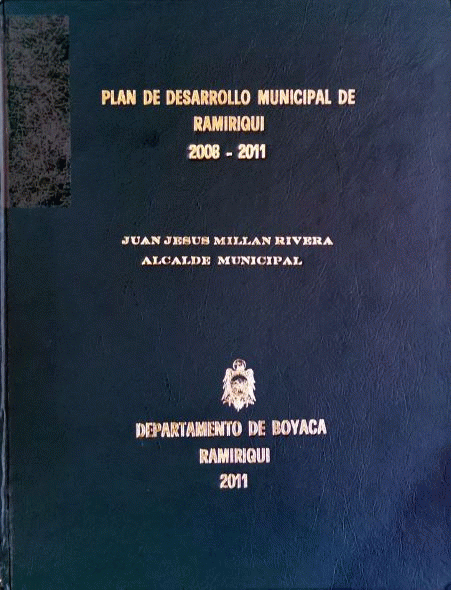 PLAN DE DESARROLLO MUNICIPAL DE
RAMIRIQUI
2008 - 2011
JUAN JESUS MILLAN RIVERA
ALCALDE MUNICIPAL
DEPARTAMENTO DE BOYACA
RAMIRIQUI
2011